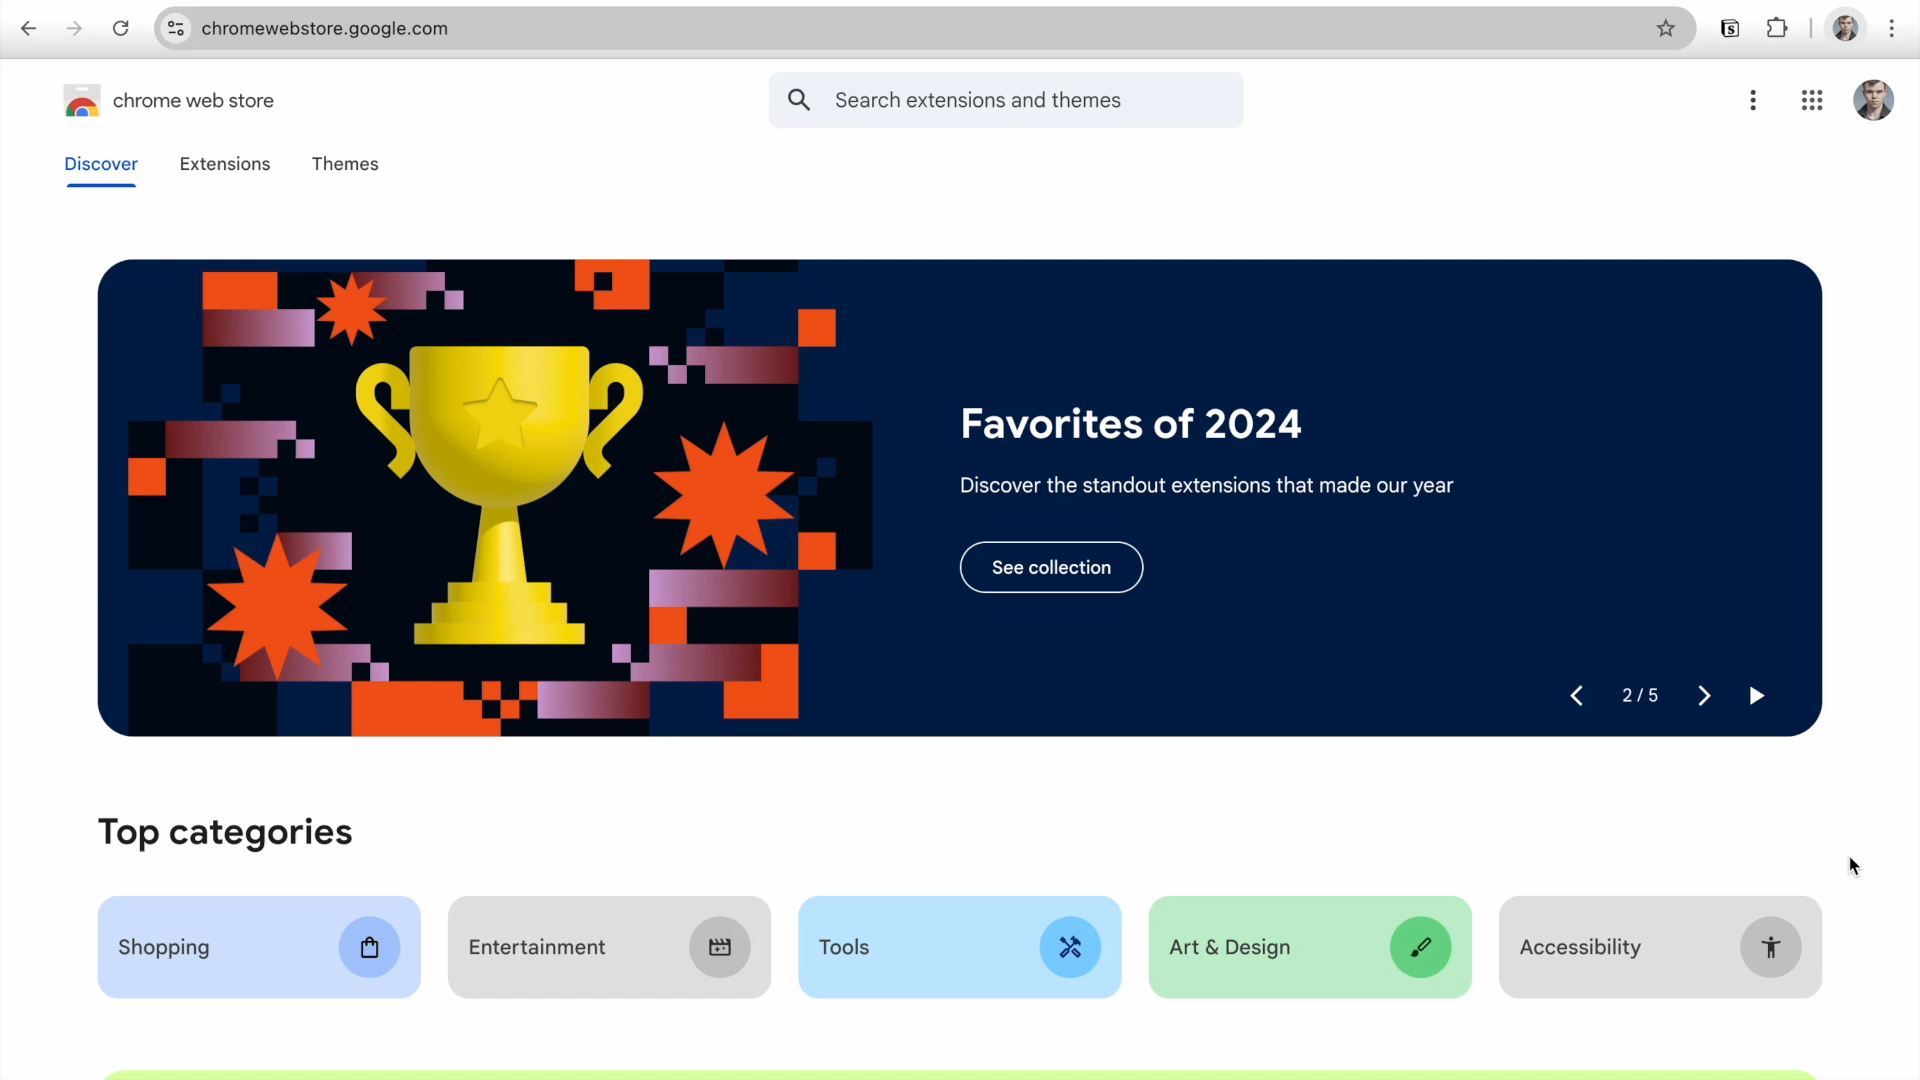 chromewebstore.google.com
chrome web store
Search extensions and themes
Discover
Extensions
Themes
Favorites of 2024
Discover the standout extensions that made our year
See collection
2 / 5
Top categories
Shopping
Entertainment
Tools
Art & Design
Accessibility